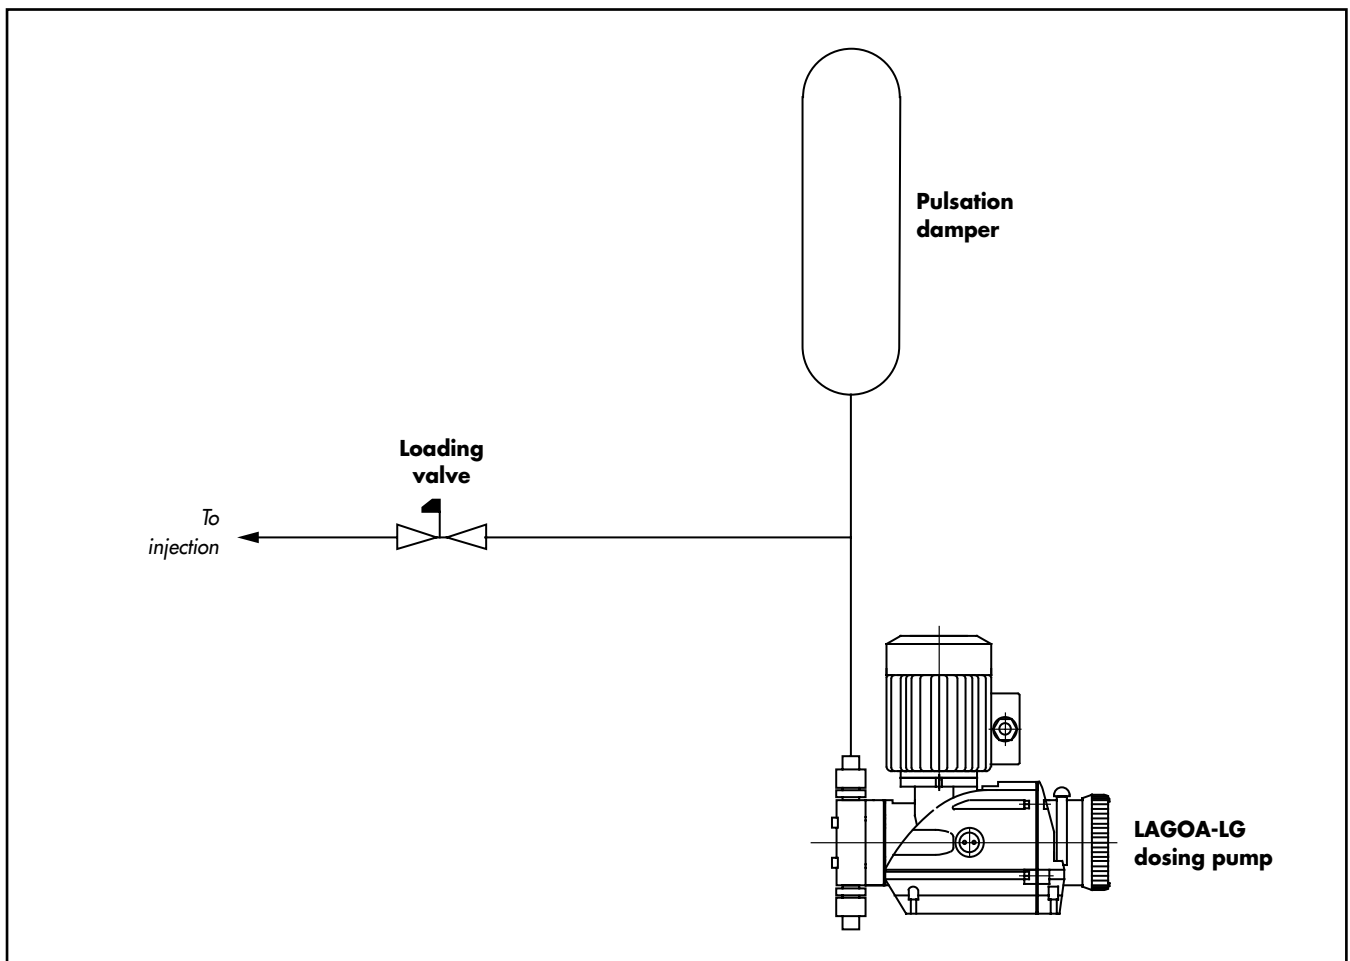 Pulsation
damper
Loading
valve
To
injection
LAGOA-LG
dosing pump